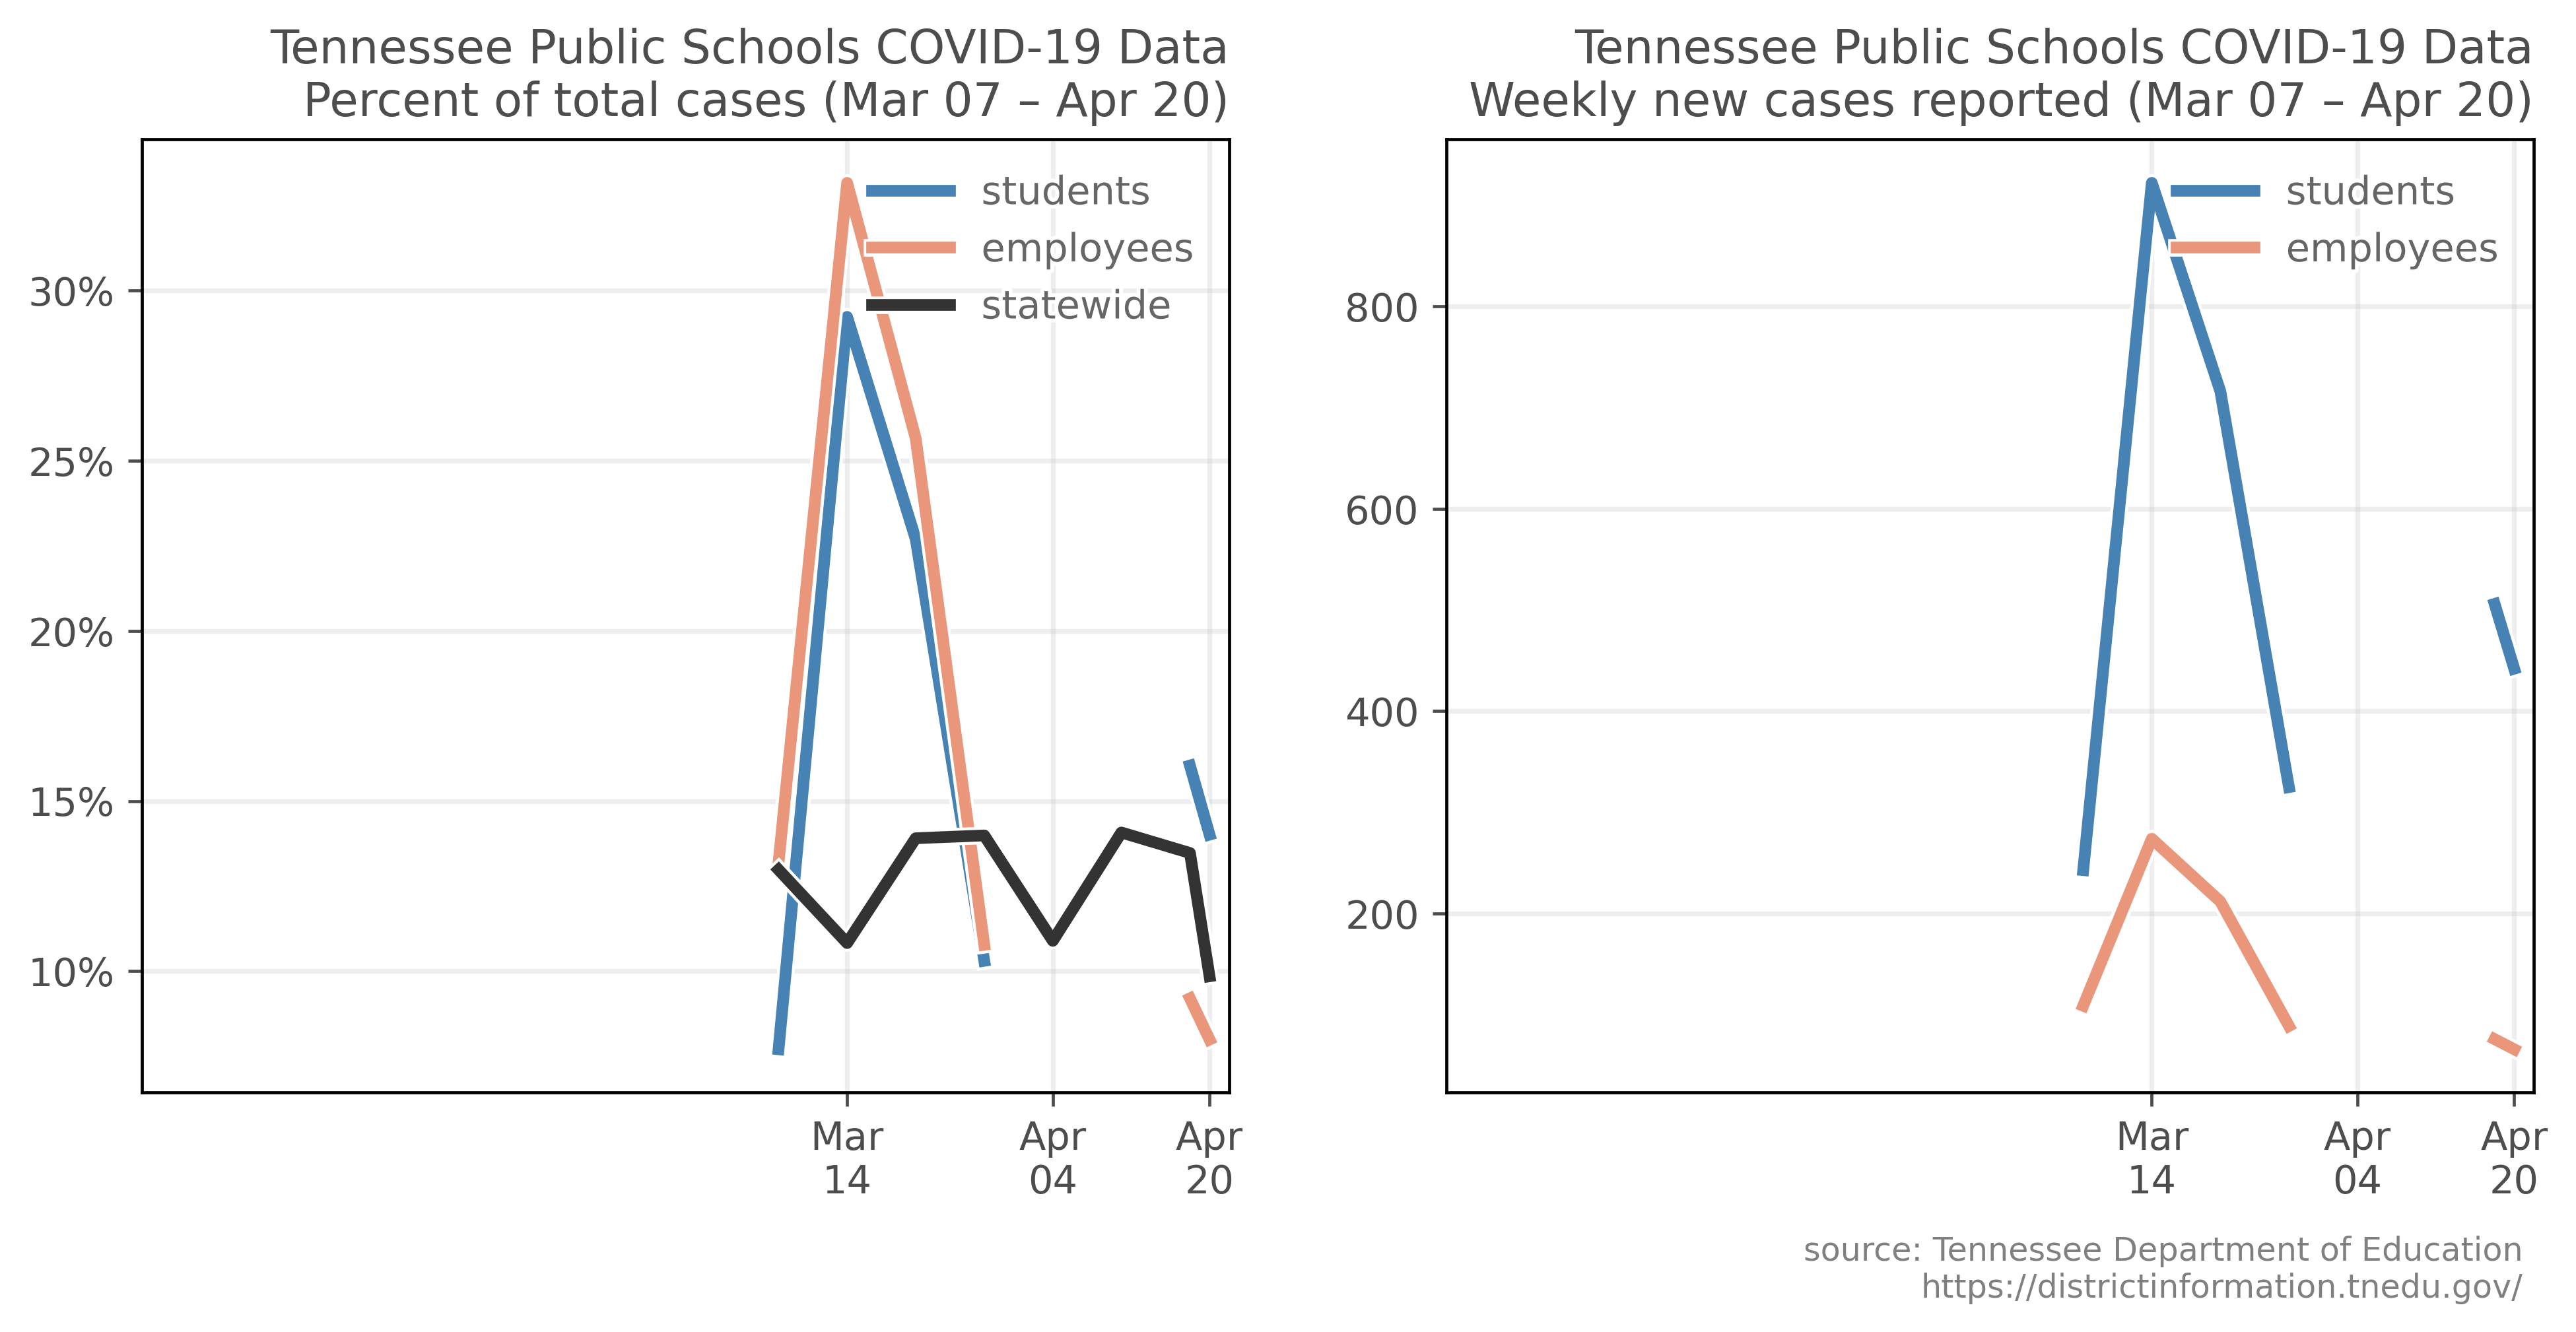 Tennessee Public Schools COVID-19 Data
Percent of total cases (Mar 07 – Apr 20)
students
employees
statewide
30%
25%
20%
15%
10%
Mar
14
Apr
04
Apr
20
Tennessee Public Schools COVID-19 Data
Weekly new cases reported (Mar 07 – Apr 20)
students
employees
800
600
400
200
Mar
14
Apr
04
Apr
20
source: Tennessee Department of Education
https://districtinformation.tnedu.gov/